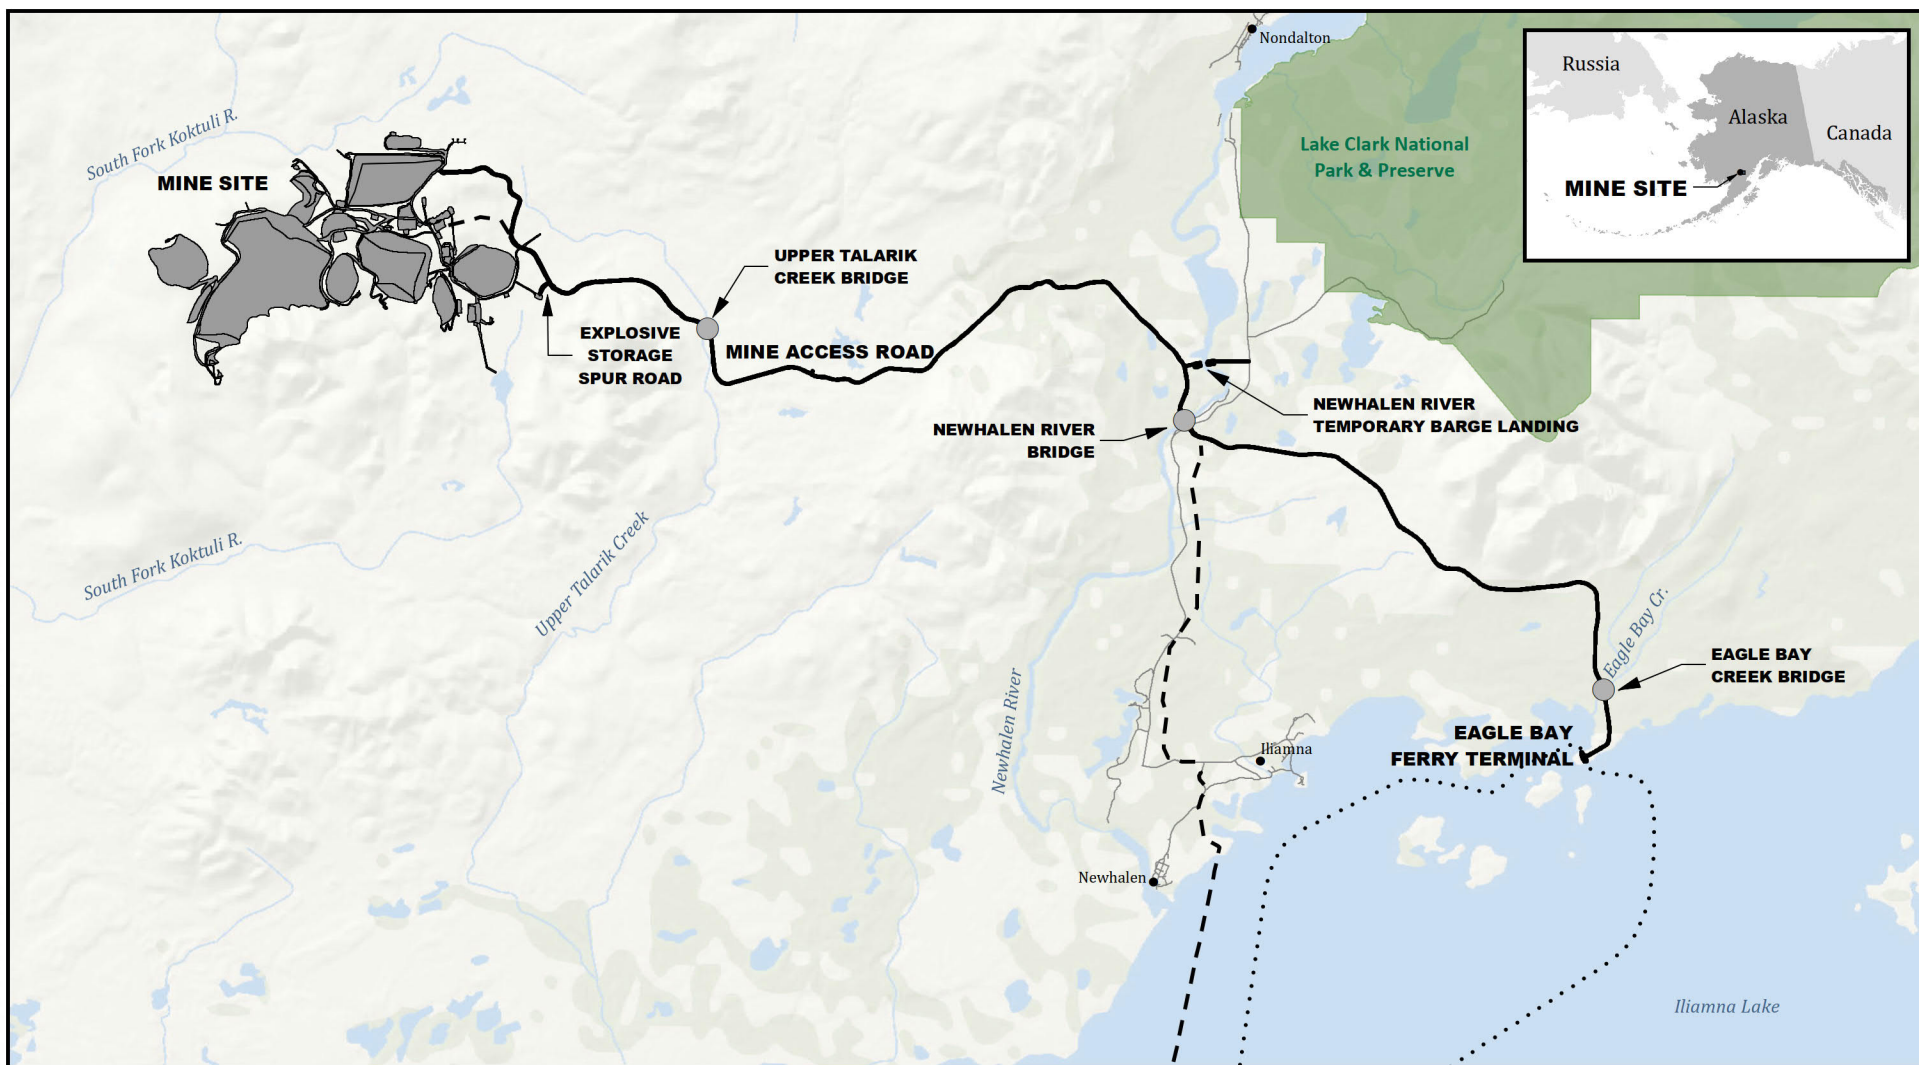 Nondalton
Russia
Alaska
Canada
MINE SITE
South Fork Koktuli R.
MINE SITE
Lake Clark National
Park & Preserve
UPPER TALARIK
CREEK BRIDGE
EXPLOSIVE
STORAGE
SPUR ROAD
MINE ACCESS ROAD
NEWHALEN RIVER
TEMPORARY BARGE LANDING
NEWHALEN RIVER
BRIDGE
South Fork Koktuli R.
Upper Talarik Creek
Eagle Bay Cr.
EAGLE BAY
CREEK BRIDGE
Newhalen River
EAGLE BAY
FERRY TERMINAL
Iliamna
Newhalen
Iliamna Lake